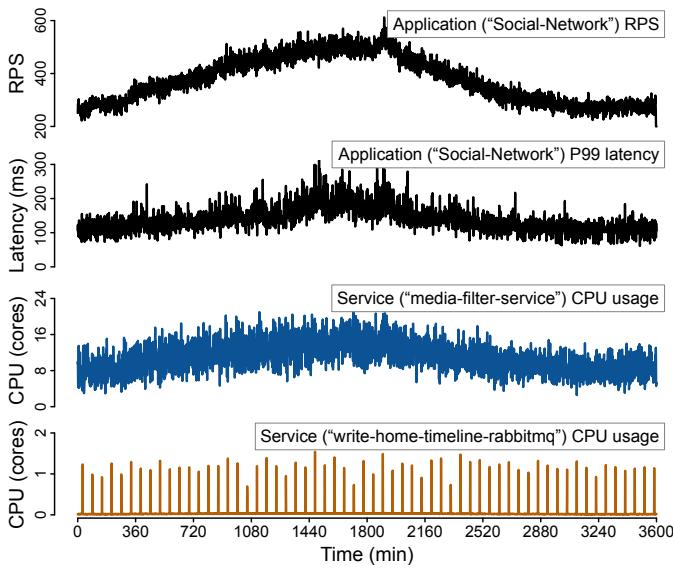 Application (“Social-Network”) RPS
RPS
600
400
200
Application (“Social-Network”) P99 latency
Latency (ms)
300
200
100
0
Service (“media-filter-service”) CPU usage
CPU (cores)
24
16
8
0
Service (“write-home-timeline-rabbitmq”) CPU usage
CPU (cores)
2
1
0
0 360 720 1080 1440 1800 2160 2520 2880 3240 3600
Time (min)